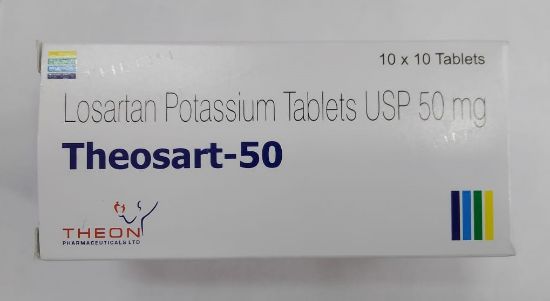 10 x 10 Tablets
Losartan Potassium Tablets USP 50 mg
Theosart-50
THEON
PHARMACEUTICALS LTD